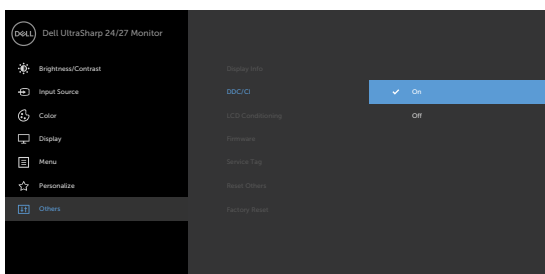 DELL Dell UltraSharp 24/27 Monitor
Brightness/Contrast
Input Source
Color
Display
Menu
Personalize
Others
Display Info
DDC/CI
LCD Conditioning
Firmware
Service Tag
Reset Others
Factory Reset
On
Off